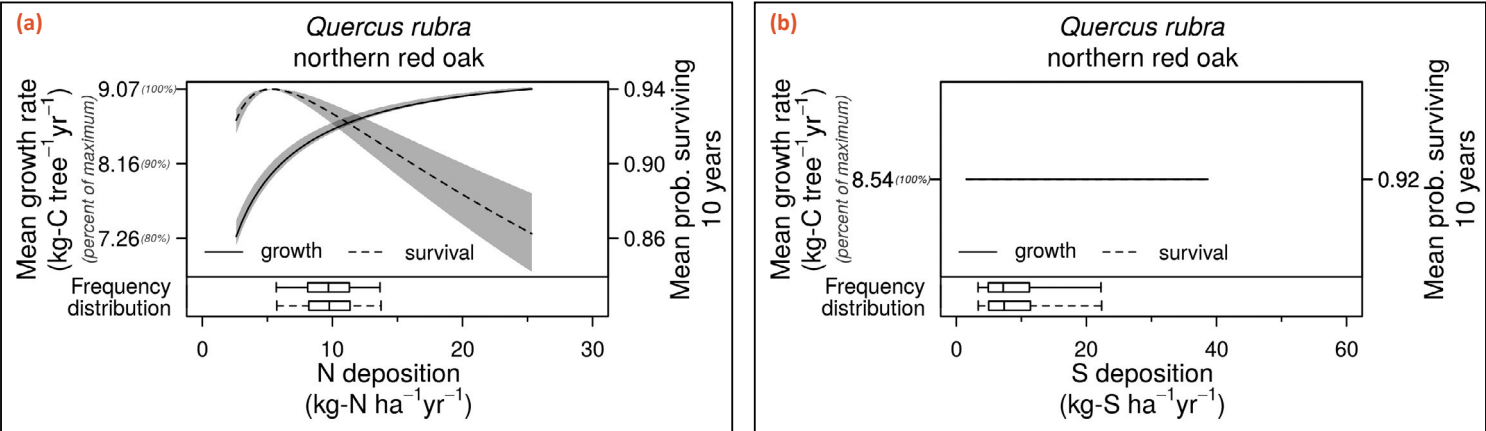 (a)
Quercus rubra
northern red oak
Mean growth rate
(kg-C tree⁻¹yr⁻¹)
(percent of maximum)
9.07(100%)
8.16(90%)
7.26(80%)
0.94
0.90
0.86
Mean prob. surviving
10 years
growth
survival
Frequency
distribution
0
10
20
30
N deposition
(kg-N ha⁻¹yr⁻¹)
(b)
Quercus rubra
northern red oak
Mean growth rate
(kg-C tree⁻¹yr⁻¹)
(percent of maximum)
8.54(100%)
0.92
Mean prob. surviving
10 years
growth
survival
Frequency
distribution
0
20
40
60
S deposition
(kg-S ha⁻¹yr⁻¹)